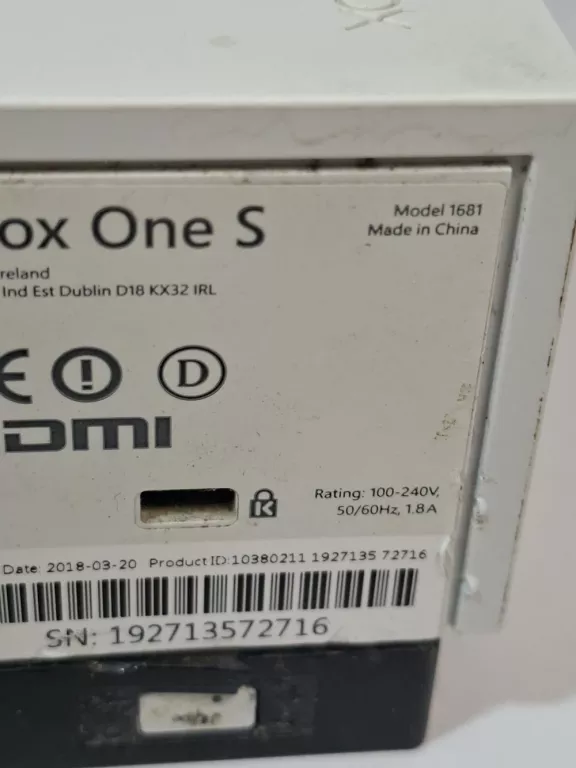 ox One S
Model 1681
Made in China
reland
Ind Est Dublin D18 KX32 IRL
CE
D
DMI
K
Rating: 100-240V,
50/60Hz, 1.8A
Date: 2018-03-20 Product ID:10380211 1927135 72716
SN: 192713572716